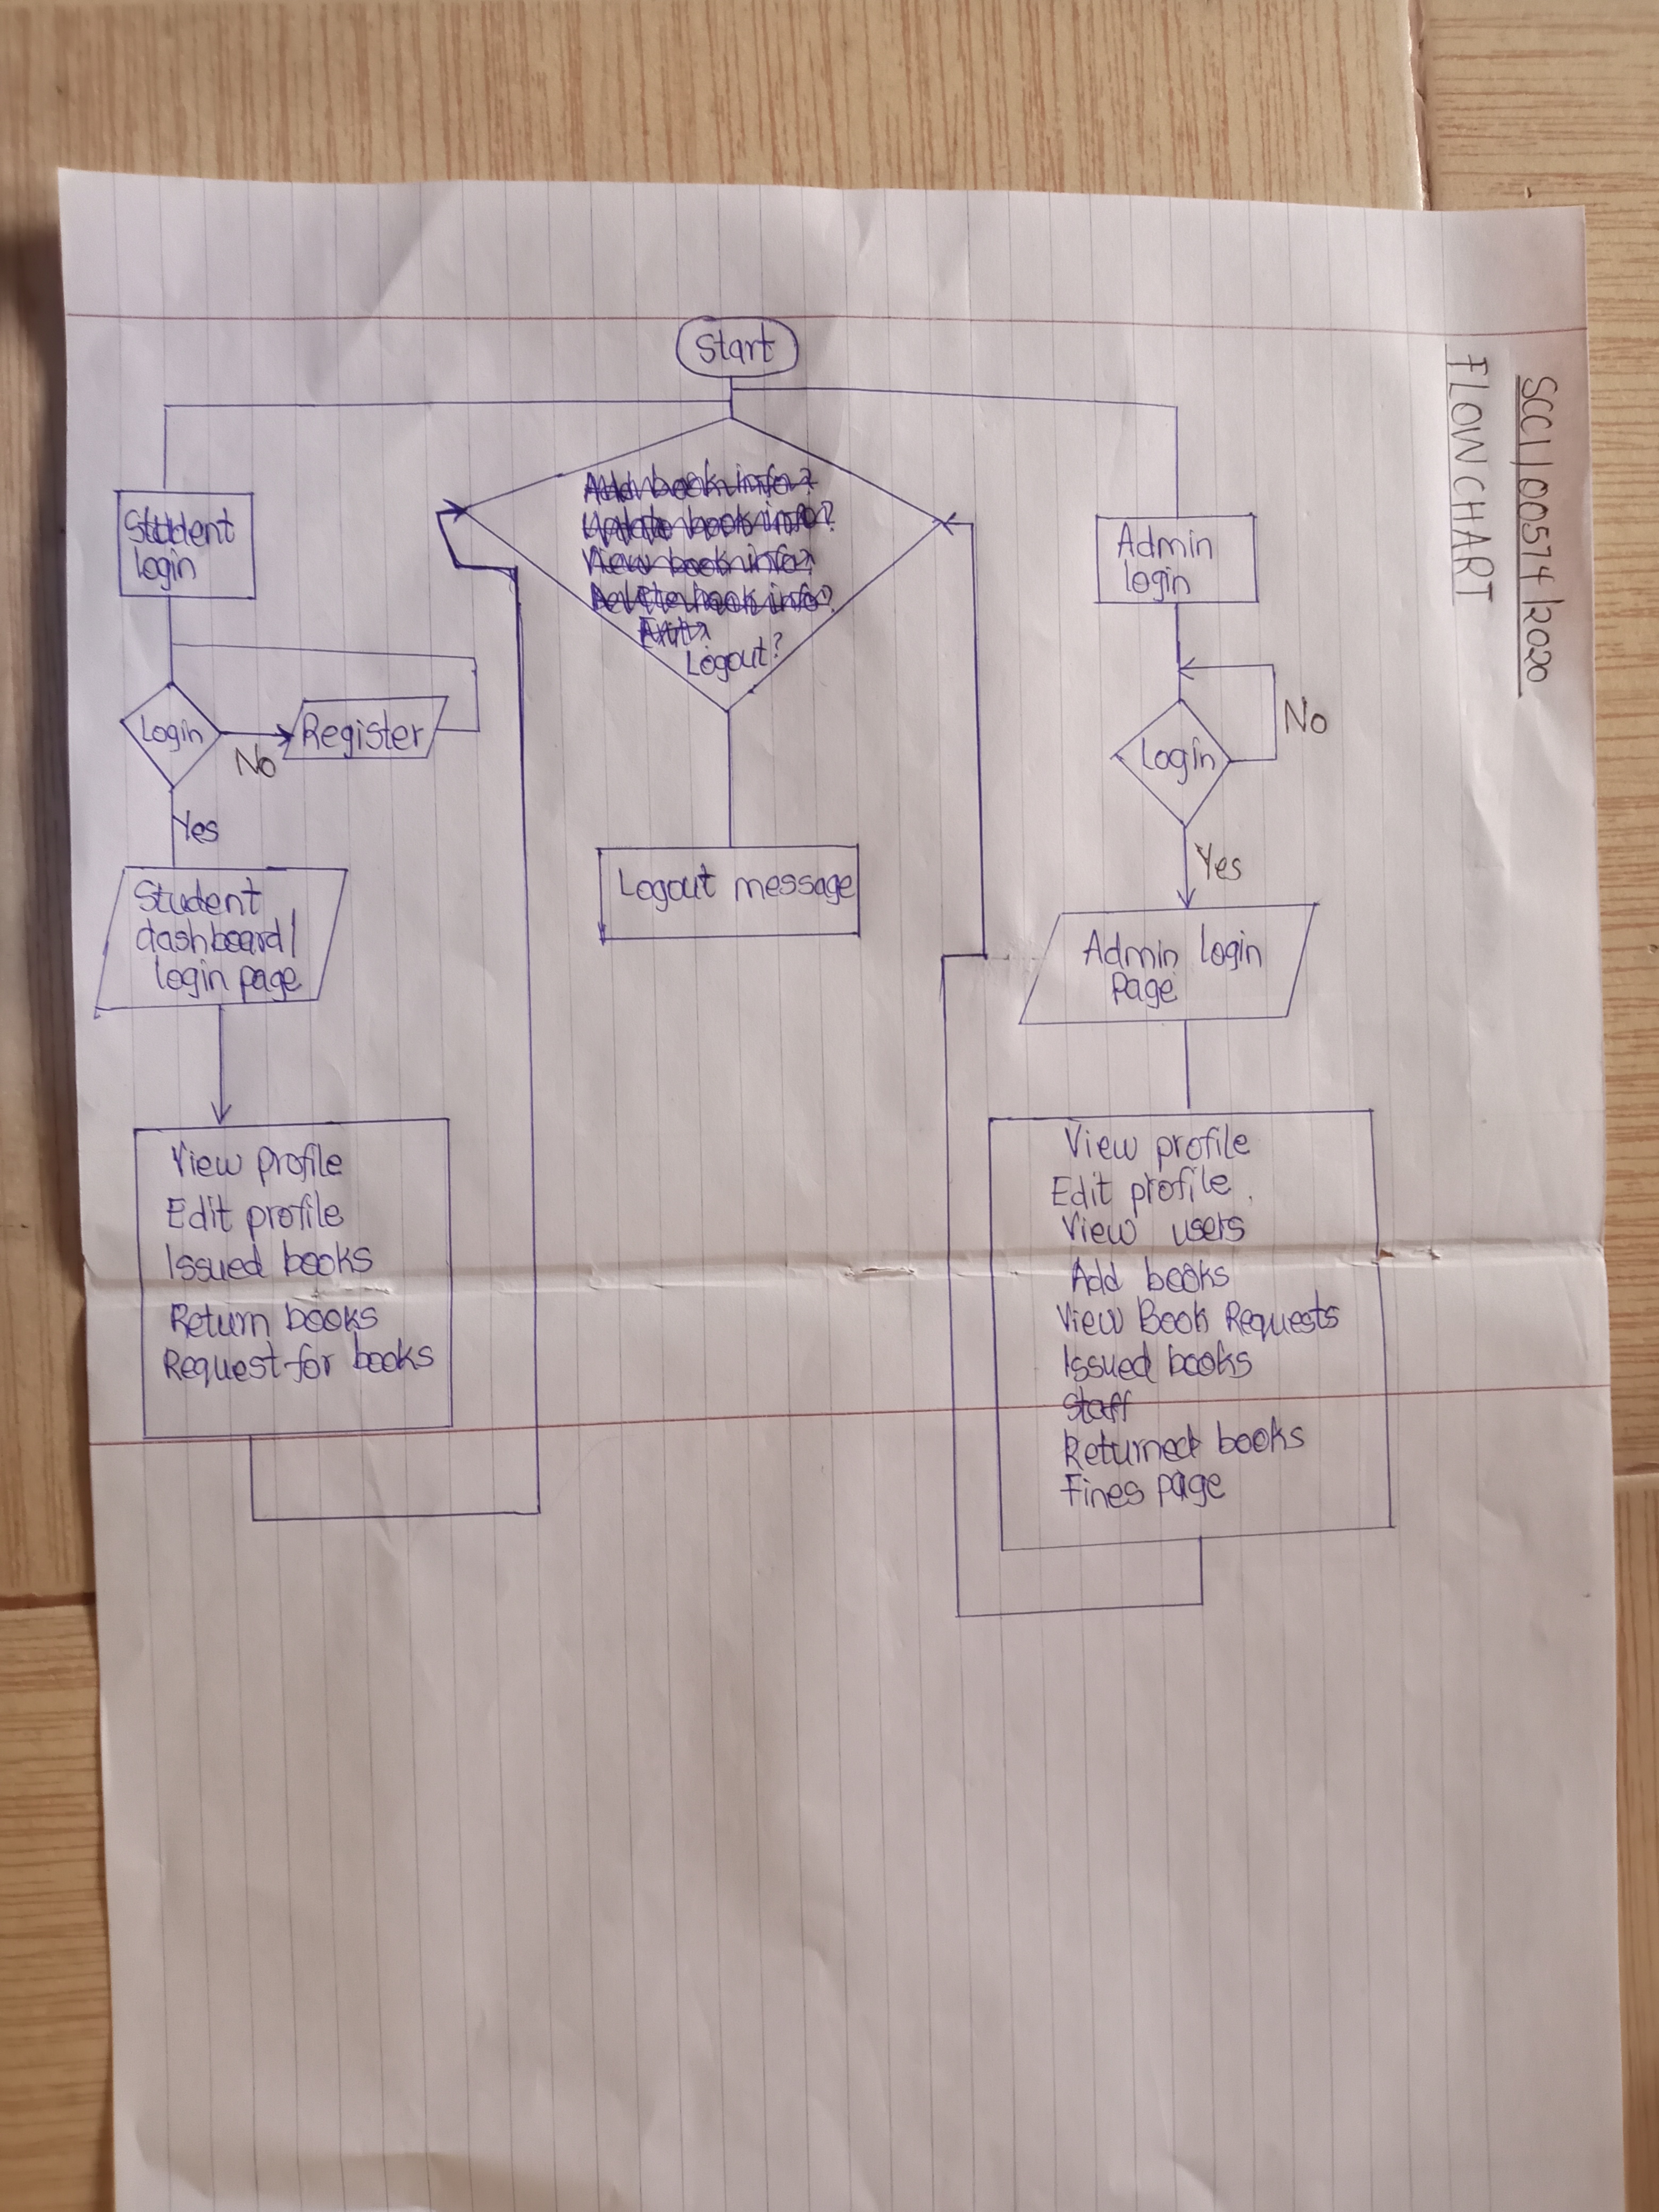 SCCI/00574/2020
FLOWCHART
Start
Student
login
Login
No
Register
Yes
Student
dashboard/
login page
View profile
Edit profile
Issued books
Return books
Request for books
Add book info?
Update book info?
View book info?
Delete book info?
Exit?
Logout?
Logout message
Admin
login
Login
No
Yes
Admin login
Page
View profile
Edit profile
View users
Add books
View Book Requests
Issued books
Staff
Returned books
Fines page